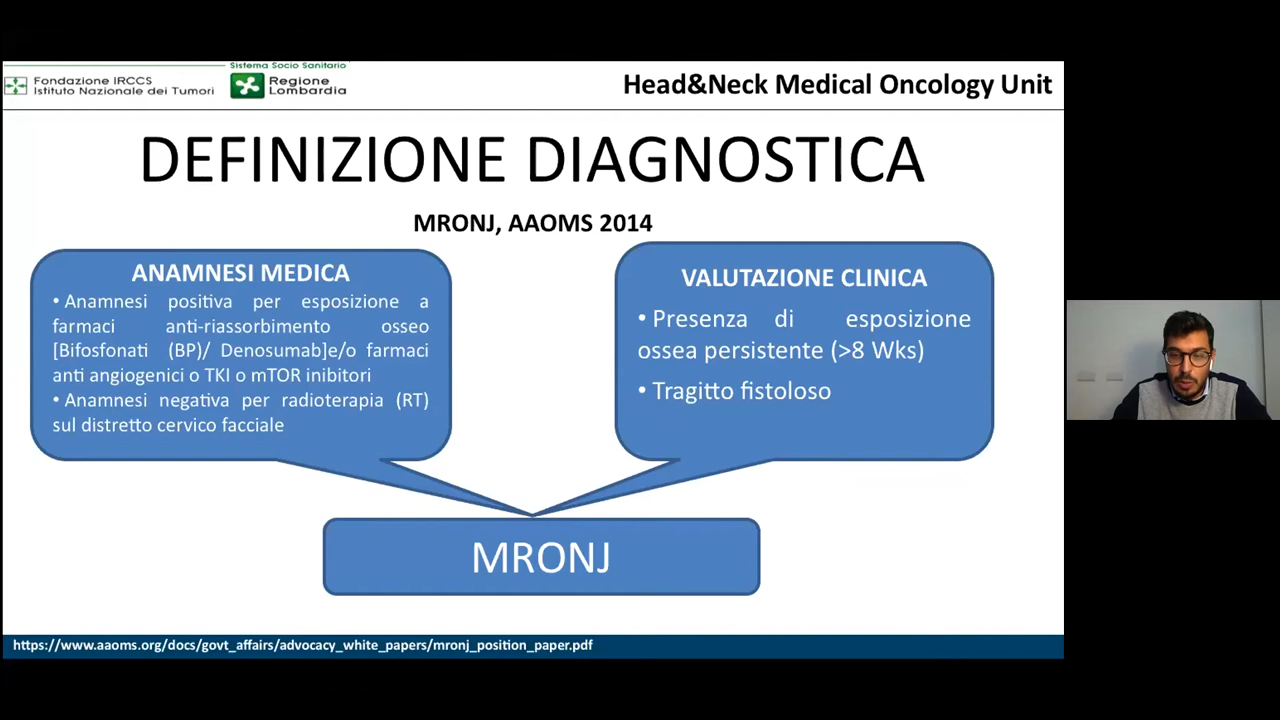 Fondazione IRCCS
Istituto Nazionale dei Tumori
Sistema Socio Sanitario
Regione
Lombardia
Head&Neck Medical Oncology Unit
DEFINIZIONE DIAGNOSTICA
MRONJ, AAOMS 2014
ANAMNESI MEDICA
• Anamnesi positiva per esposizione a
farmaci anti-riassorbimento osseo
[Bifosfonati (BP)/ Denosumab]e/o farmaci
anti angiogenici o TKI o mTOR inibitori
• Anamnesi negativa per radioterapia (RT)
sul distretto cervico facciale
VALUTAZIONE CLINICA
• Presenza di esposizione
ossea persistente (>8 Wks)
• Tragitto fistoloso
MRONJ
https://www.aaoms.org/docs/govt_affairs/advocacy_white_papers/mronj_position_paper.pdf